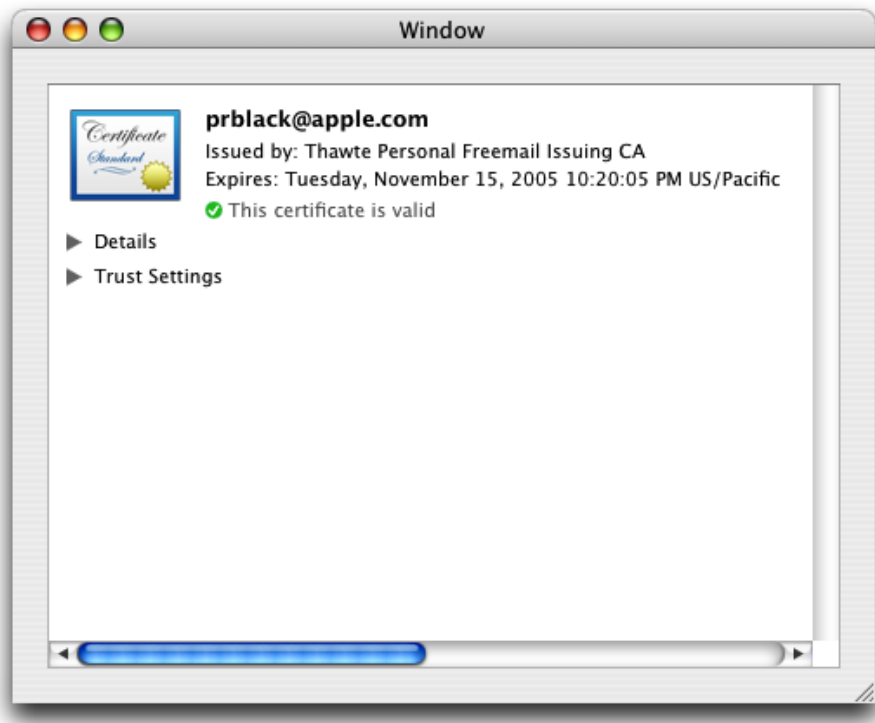 Window
Certificate
Standard
prblack@apple.com
Issued by: Thawte Personal Freemail Issuing CA
Expires: Tuesday, November 15, 2005 10:20:05 PM US/Pacific
This certificate is valid
Details
Trust Settings